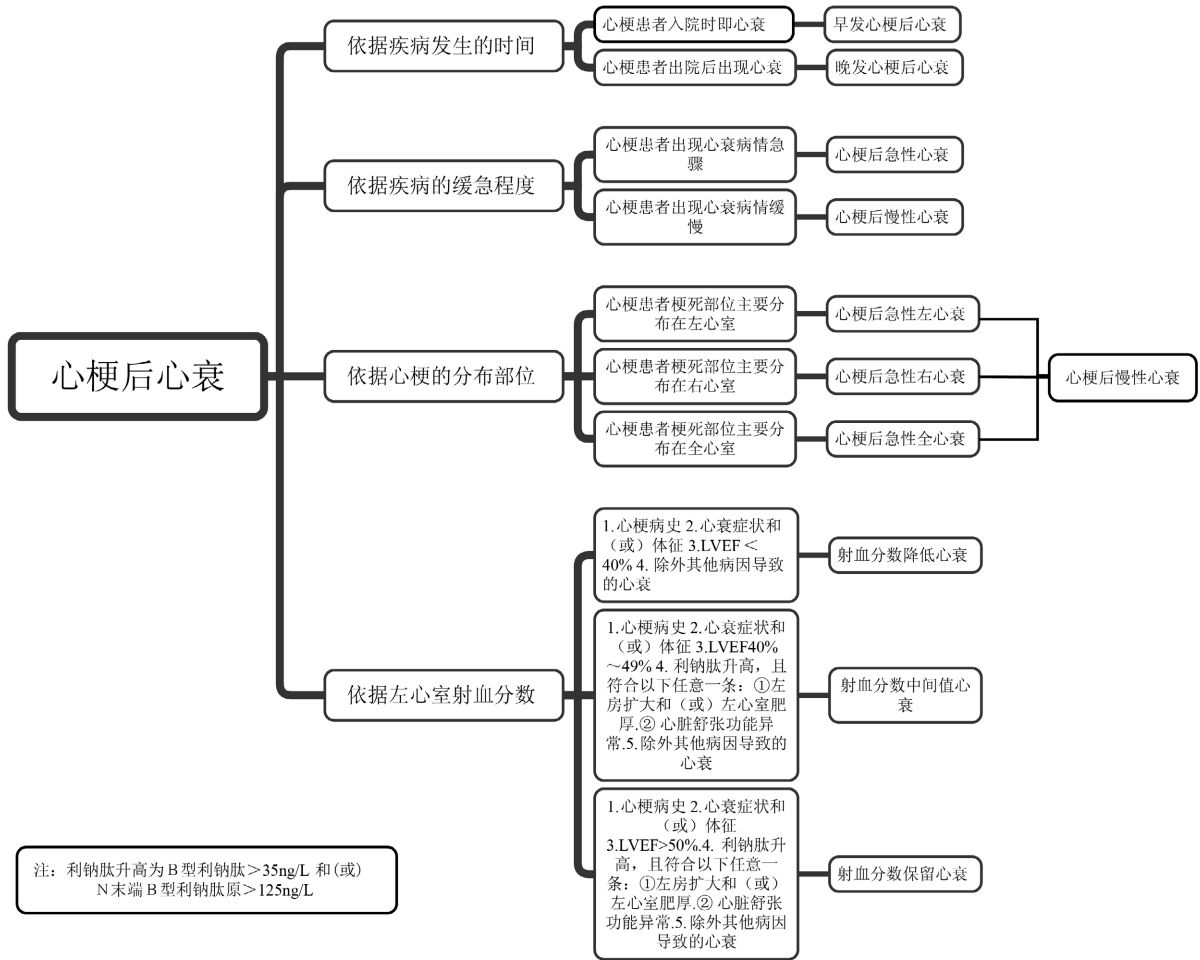 心梗后心衰
依据疾病发生的时间
心梗患者入院时即心衰
早发心梗后心衰
心梗患者出院后出现心衰
晚发心梗后心衰
依据疾病的缓急程度
心梗患者出现心衰病情急
骤
心梗后急性心衰
心梗患者出现心衰病情缓
慢
心梗后慢性心衰
依据心梗的分布部位
心梗患者梗死部位主要分
布在左心室
心梗后急性左心衰
心梗患者梗死部位主要分
布在右心室
心梗后急性右心衰
心梗患者梗死部位主要分
布在全心室
心梗后急性全心衰
心梗后慢性心衰
依据左心室射血分数
1.心梗病史 2.心衰症状和
（或）体征 3.LVEF＜
40% 4. 除外其他病因导致
的心衰
射血分数降低心衰
1.心梗病史 2.心衰症状和
（或）体征 3.LVEF40%
～49% 4. 利钠肽升高，且
符合以下任意一条：①左
房扩大和（或）左心室肥
厚.② 心脏舒张功能异
常.5. 除外其他病因导致的
心衰
射血分数中间值心
衰
1.心梗病史 2.心衰症状和
（或）体征
3.LVEF>50%.4. 利钠肽升
高，且符合以下任意一
条：①左房扩大和（或）
左心室肥厚.② 心脏舒张
功能异常.5. 除外其他病因
导致的心衰
射血分数保留心衰
注：利钠肽升高为Ｂ型利钠肽＞35ng/L 和(或)
Ｎ末端Ｂ型利钠肽原＞125ng/L